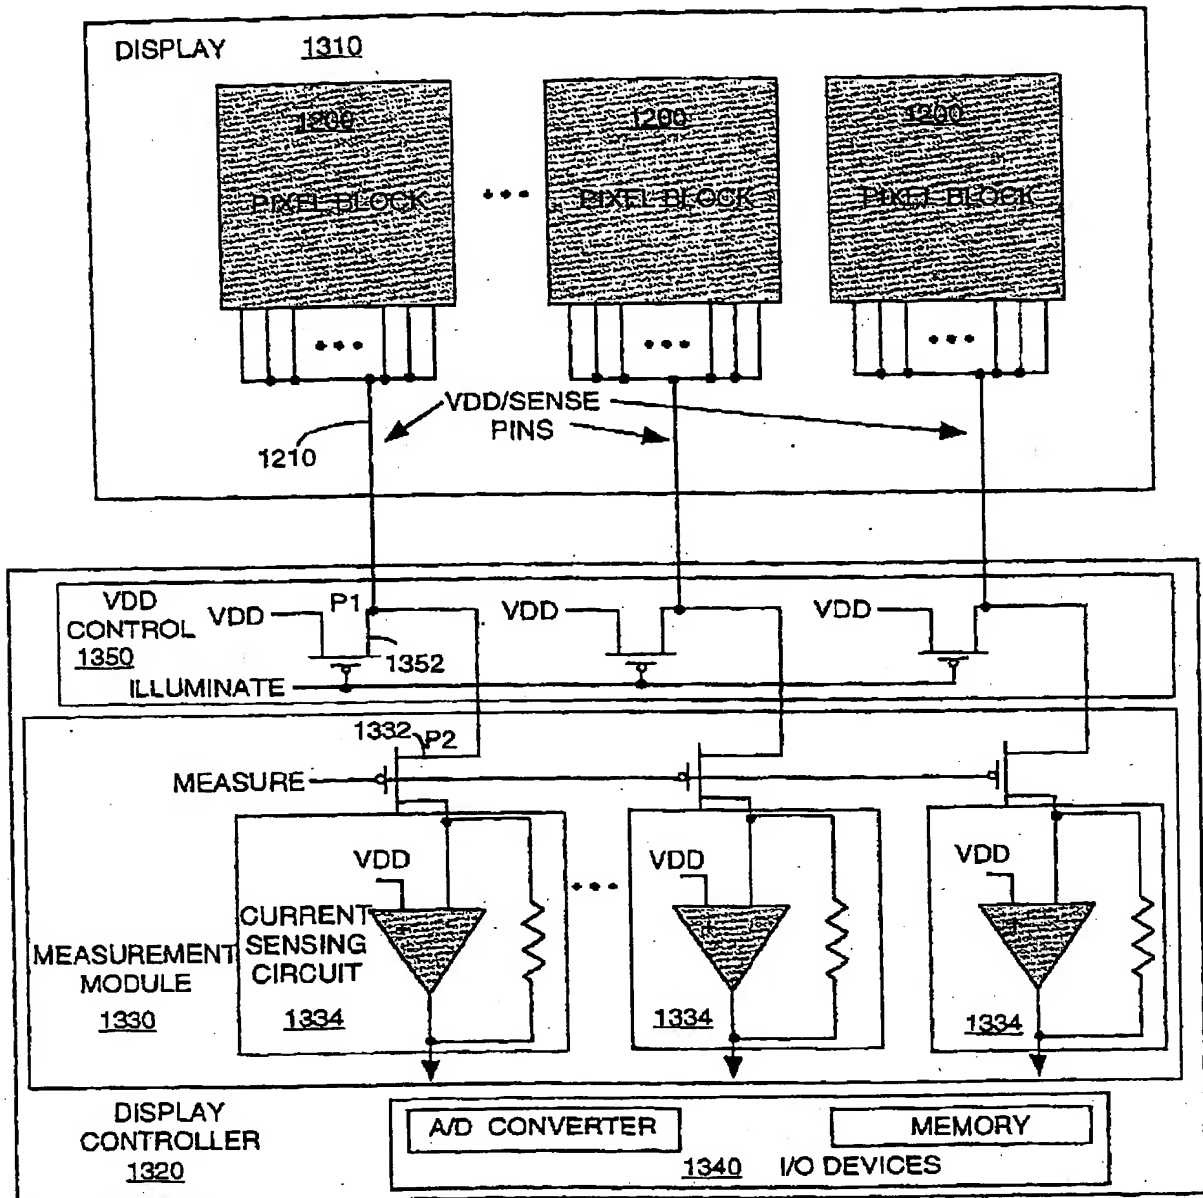 DISPLAY 1310
1200 1200 1200
PIXEL BLOCK PIXEL BLOCK PIXEL BLOCK
VDD/SENSE
PINS
1210
VDD
CONTROL
1350
VDD P1 VDD VDD
1352
ILLUMINATE
1332 P2
MEASURE
VDD VDD VDD
CURRENT
SENSING
CIRCUIT
1334 1334 1334
MEASUREMENT
MODULE
1330
DISPLAY
CONTROLLER
1320
A/D CONVERTER MEMORY
1340 I/O DEVICES